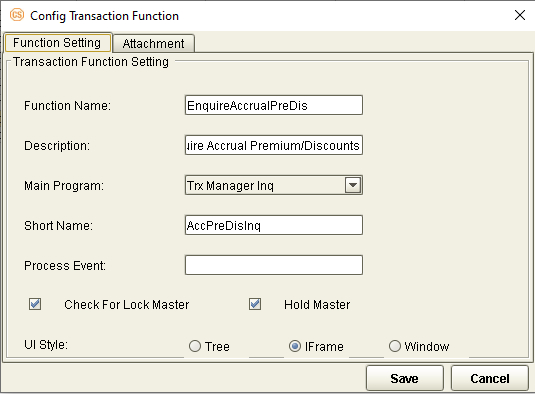 CS Config Transaction Function
Function Setting Attachment
Transaction Function Setting
Function Name: EnquireAccrualPreDis
Description: uire Accrual Premium/Discounts
Main Program: Trx Manager Inq
Short Name: AccPreDisInq
Process Event:
Check For Lock Master Hold Master
UI Style: Tree IFrame Window
Save Cancel